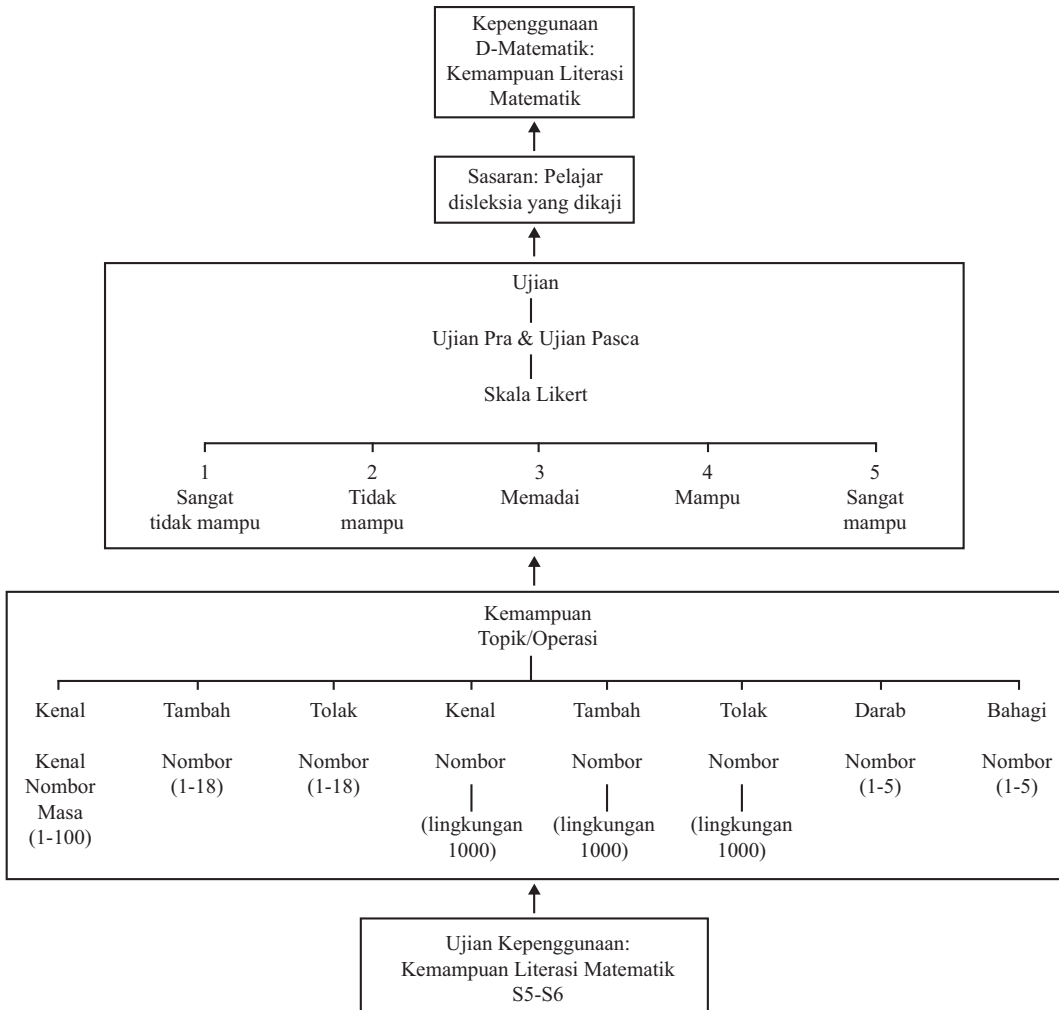 Kepenggunaan
D-Matematik:
Kemampuan Literasi
Matematik
Sasaran: Pelajar
disleksia yang dikaji
Ujian
Ujian Pra & Ujian Pasca
Skala Likert
1
Sangat
tidak mampu
2
Tidak
mampu
3
Memadai
4
Mampu
5
Sangat
mampu
Kemampuan
Topik/Operasi
Kenal
Kenal
Nombor
Masa
(1-100)
Tambah
Nombor
(1-18)
Tolak
Nombor
(1-18)
Kenal
Nombor
(lingkungan
1000)
Tambah
Nombor
(lingkungan
1000)
Tolak
Nombor
(lingkungan
1000)
Darab
Nombor
(1-5)
Bahagi
Nombor
(1-5)
Ujian Kepenggunaan:
Kemampuan Literasi Matematik
S5-S6